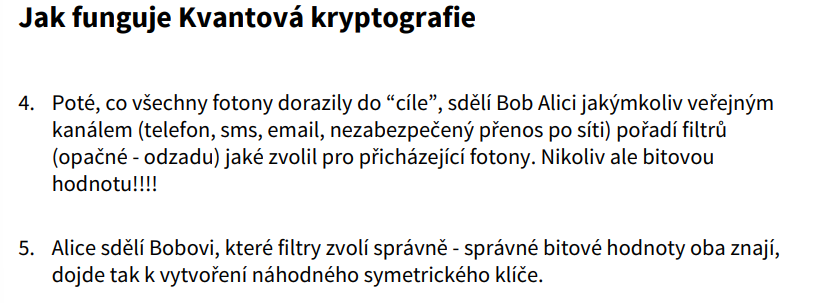 Jak funguje Kvantová kryptografie
4. Poté, co všechny fotony dorazily do “cíle”, sdělí Bob Alici jakýmkoliv veřejným
kanálem (telefon, sms, email, nezabezpečený přenos po síti) pořadí filtrů
(opačné - odzadu) jaké zvolil pro přicházející fotony. Nikoliv ale bitovou
hodnotu!!!!
5. Alice sdělí Bobovi, které filtry zvolí správně - správné bitové hodnoty oba znají,
dojde tak k vytvoření náhodného symetrického klíče.